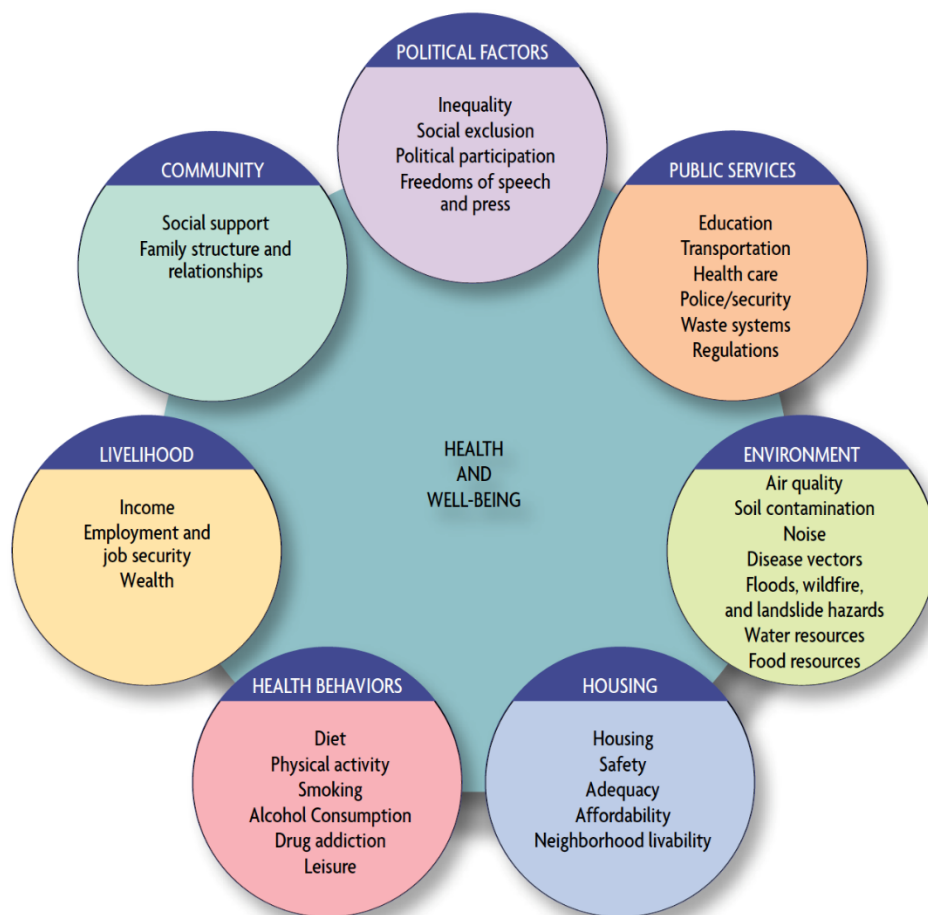 POLITICAL FACTORS
Inequality
Social exclusion
Political participation
Freedoms of speech
and press
COMMUNITY
Social support
Family structure and
relationships
PUBLIC SERVICES
Education
Transportation
Health care
Police/security
Waste systems
Regulations
LIVELIHOOD
Income
Employment and
job security
Wealth
HEALTH
AND
WELL-BEING
ENVIRONMENT
Air quality
Soil contamination
Noise
Disease vectors
Floods, wildfire,
and landslide hazards
Water resources
Food resources
HEALTH BEHAVIORS
Diet
Physical activity
Smoking
Alcohol Consumption
Drug addiction
Leisure
HOUSING
Housing
Safety
Adequacy
Affordability
Neighborhood livability